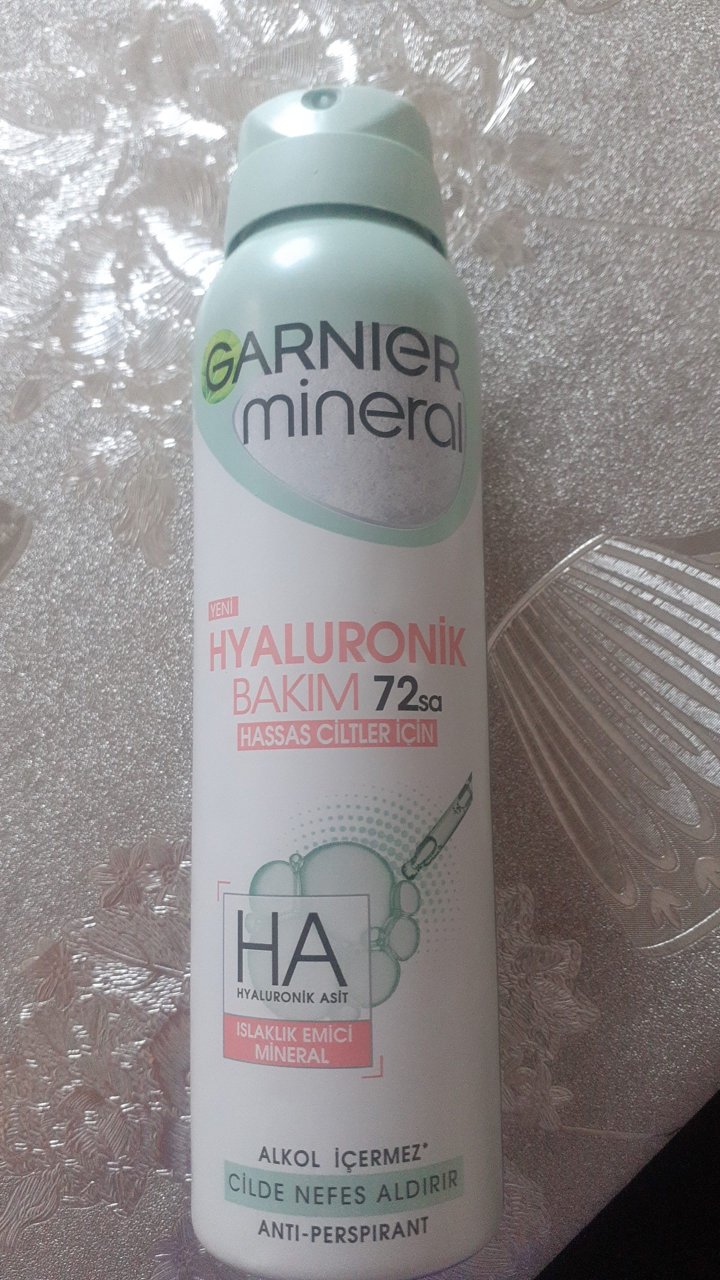 GARNIER
mineral
YENİ
HYALURONİK
BAKIM 72sa
HASSAS CİLTLER İÇİN
HA
HYALURONİK ASİT
ISLAKLIK EMİCİ
MİNERAL
ALKOL İÇERMEZ*
CİLDE NEFES ALDIRIR
ANTI-PERSPIRANT